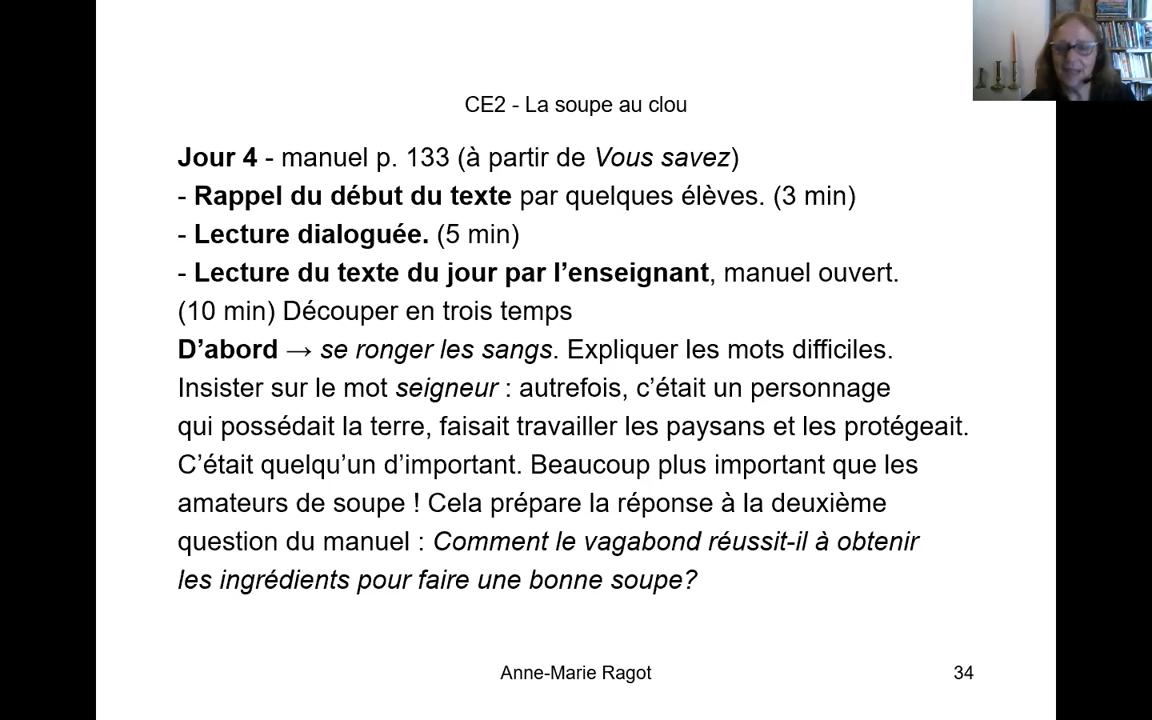 CE2 - La soupe au clou
Jour 4 - manuel p. 133 (à partir de Vous savez)
- Rappel du début du texte par quelques élèves. (3 min)
- Lecture dialoguée. (5 min)
- Lecture du texte du jour par l’enseignant, manuel ouvert.
(10 min) Découper en trois temps
D’abord → se ronger les sangs. Expliquer les mots difficiles.
Insister sur le mot seigneur : autrefois, c’était un personnage
qui possédait la terre, faisait travailler les paysans et les protégeait.
C’était quelqu’un d’important. Beaucoup plus important que les
amateurs de soupe ! Cela prépare la réponse à la deuxième
question du manuel : Comment le vagabond réussit-il à obtenir
les ingrédients pour faire une bonne soupe?
Anne-Marie Ragot
34